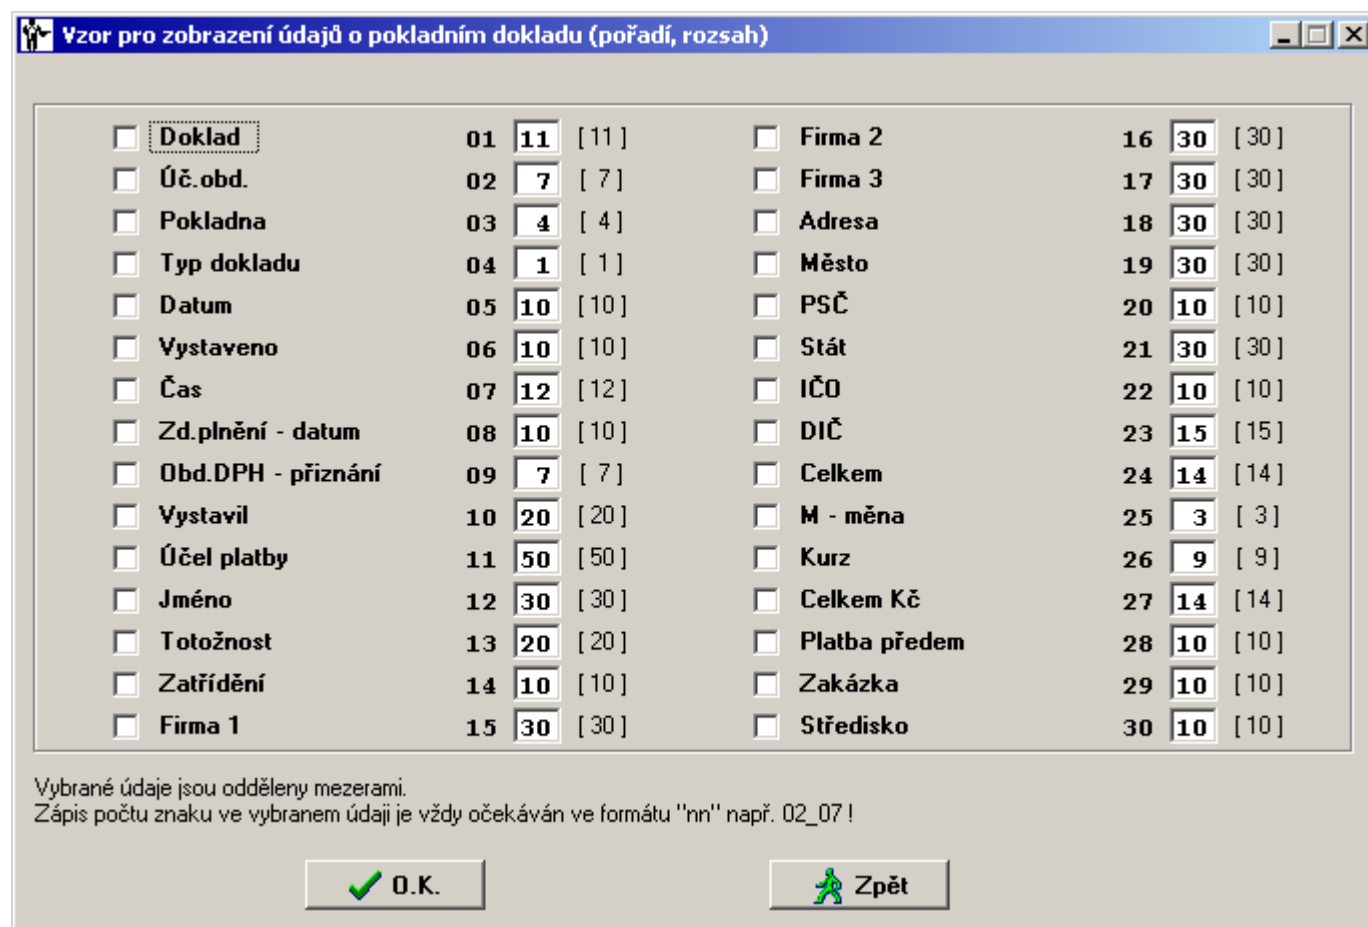 Vzor pro zobrazení údajů o pokladním dokladu (pořadí, rozsah)
Doklad 01 11 [ 11 ]
Úč.obd. 02 7 [ 7 ]
Pokladna 03 4 [ 4 ]
Typ dokladu 04 1 [ 1 ]
Datum 05 10 [ 10 ]
Vystaveno 06 10 [ 10 ]
Čas 07 12 [ 12 ]
Zd.plnění - datum 08 10 [ 10 ]
Obd.DPH - přiznání 09 7 [ 7 ]
Vystavil 10 20 [ 20 ]
Účel platby 11 50 [ 50 ]
Jméno 12 30 [ 30 ]
Totožnost 13 20 [ 20 ]
Zatřídění 14 10 [ 10 ]
Firma 1 15 30 [ 30 ]
Firma 2 16 30 [ 30 ]
Firma 3 17 30 [ 30 ]
Adresa 18 30 [ 30 ]
Město 19 30 [ 30 ]
PSČ 20 10 [ 10 ]
Stát 21 30 [ 30 ]
IČO 22 10 [ 10 ]
DIČ 23 15 [ 15 ]
Celkem 24 14 [ 14 ]
M - měna 25 3 [ 3 ]
Kurz 26 9 [ 9 ]
Celkem Kč 27 14 [ 14 ]
Platba předem 28 10 [ 10 ]
Zakázka 29 10 [ 10 ]
Středisko 30 10 [ 10 ]
Vybrané údaje jsou odděleny mezerami.
Zápis počtu znaku ve vybranem údaji je vždy očekáván ve formátu "nn" např. 02_07 !
O.K.
Zpět